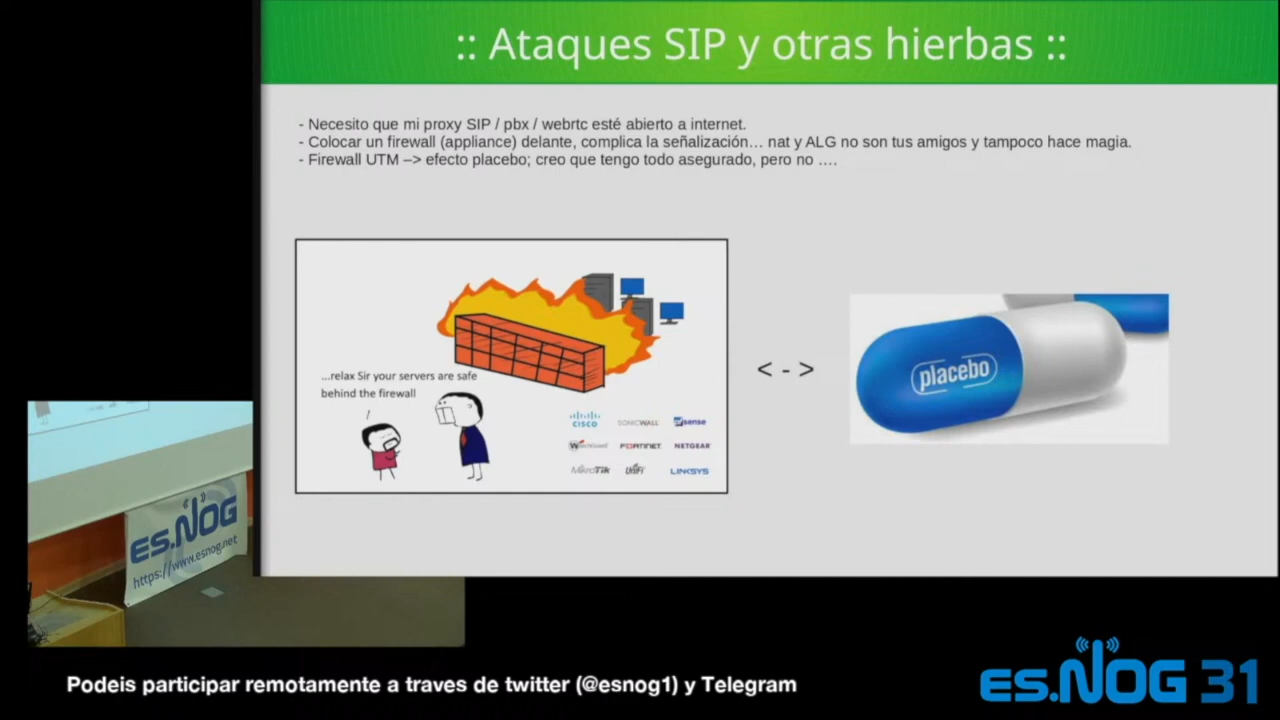 :: Ataques SIP y otras hierbas ::
- Necesito que mi proxy SIP / pbx / webrtc esté abierto a internet.
- Colocar un firewall (appliance) delante, complica la señalización... nat y ALG no son tus amigos y tampoco hace magia.
- Firewall UTM –> efecto placebo; creo que tengo todo asegurado, pero no ....
...relax Sir your servers are safe
behind the firewall
CISCO SONICWALL pfsense
WatchGuard FORTINET NETGEAR
MikroTik UniFi LINKSYS
< - >
placebo
es.NOG
https://www.esnog.net
Podeis participar remotamente a traves de twitter (@esnog1) y Telegram
es.NOG 31